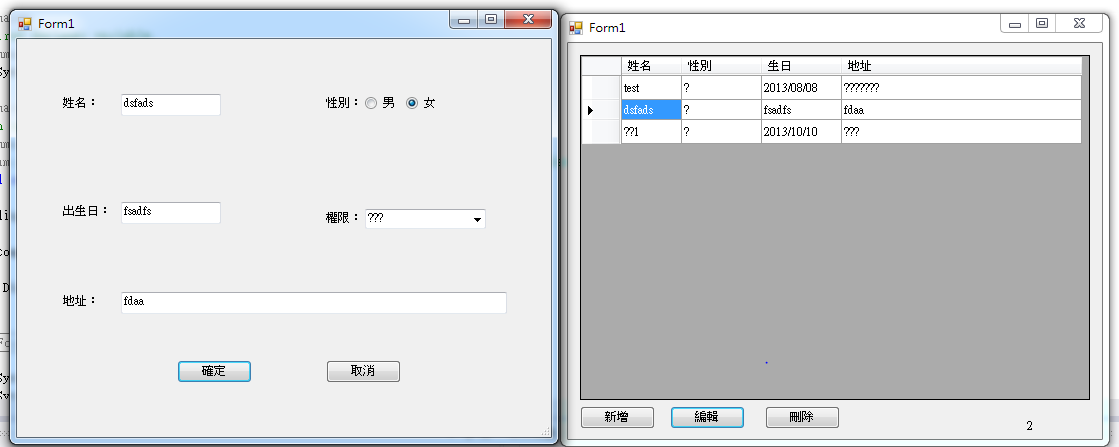 Form1
姓名：
dsfads
性別：
男
女
出生日：
fsadfs
權限：
???
地址：
fdaa
確定
取消
Form1
姓名 性別 生日 地址
test ? 2013/08/08 ???????
dsfads ? fsadfs fdaa
??1 ? 2013/10/10 ???
新增
編輯
刪除
2